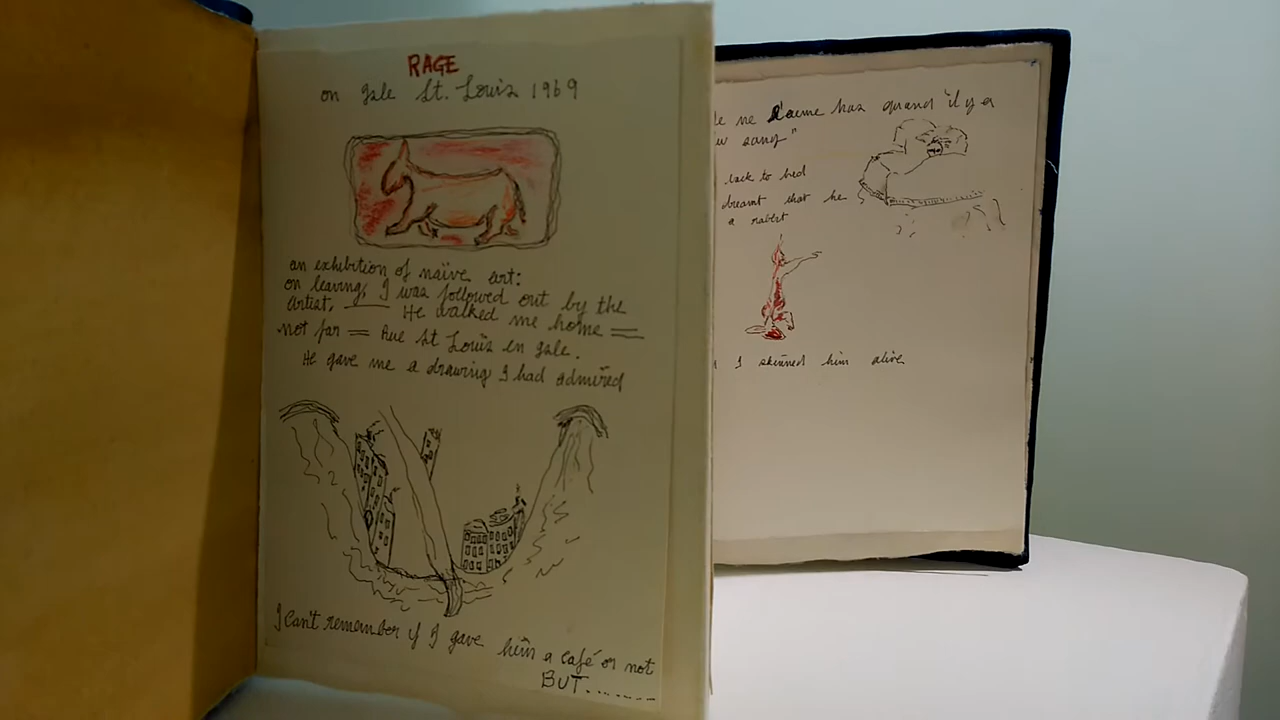 RAGE
on Isle St. Louis 1969
an exhibition of naïve art:
on leaving, I was followed out by the
artist, He walked me home
not far = Rue St Louis en Isle.
He gave me a drawing I had admired
I can't remember if I gave him a café or not
BUT........
ne t'aime pas quand il y a
sang"
back to bed
dreamt that he
a rabbit
I skinned him alive